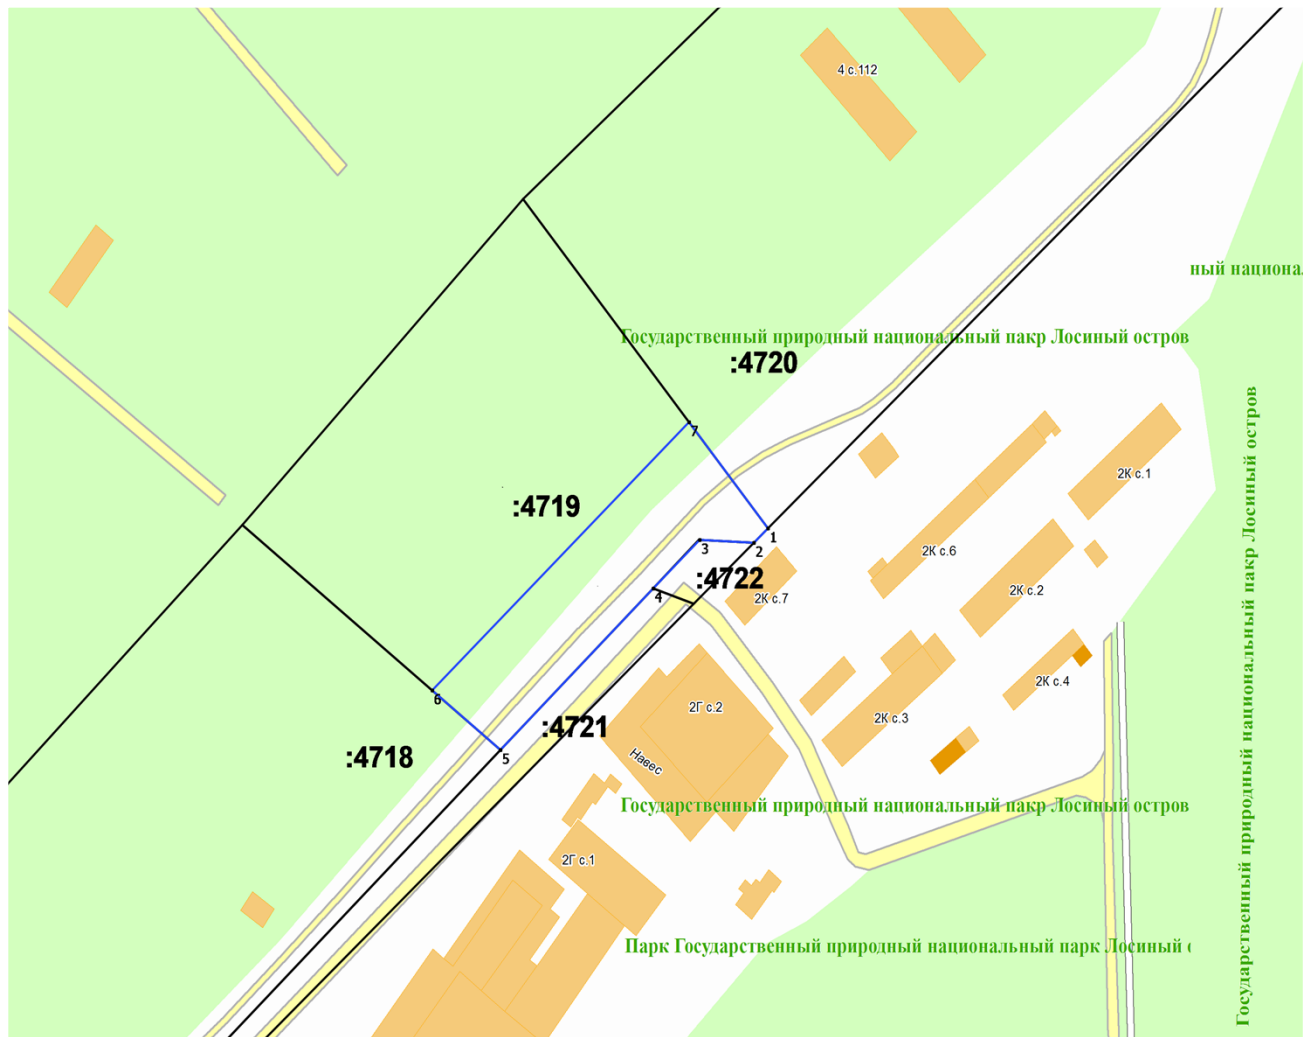 4 с.112
ный национа
Государственный природный национальный пакр Лосиный остров
:4720
7
2К с.1
:4719
1
2
3
2К с.6
:4722
4
2К с.7
2К с.2
Государственный природный национальный пакр Лосиный остров
2К с.4
6
2Г с.2
2К с.3
:4721
5
:4718
Навес
Государственный природный национальный пакр Лосиный остров
2Г с.1
Парк Государственный природный национальный парк Лосиный